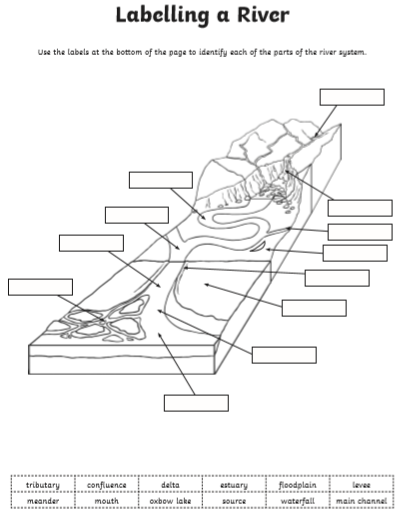 Labelling a River
Use the labels at the bottom of the page to identify each of the parts of the river system.
tributary confluence delta estuary floodplain levee
meander mouth oxbow lake source waterfall main channel